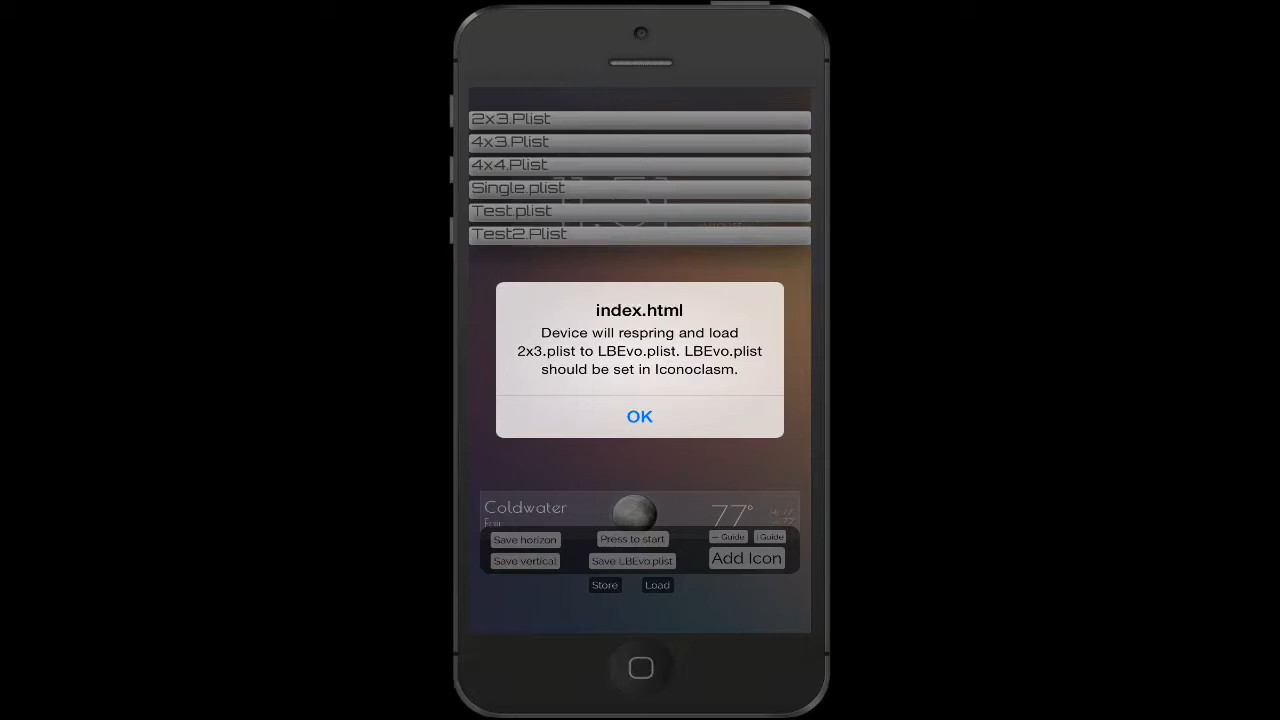 2x3.Plist
4x3.Plist
4x4.Plist
Single.plist
Test.plist
Test2.Plist
index.html
Device will respring and load
2x3.plist to LBEvo.plist. LBEvo.plist
should be set in Iconoclasm.
OK
Coldwater
77°
Fair
Save horizon
Press to start
— Guide
| Guide
Save vertical
Save LBEvo.plist
Add Icon
Store
Load